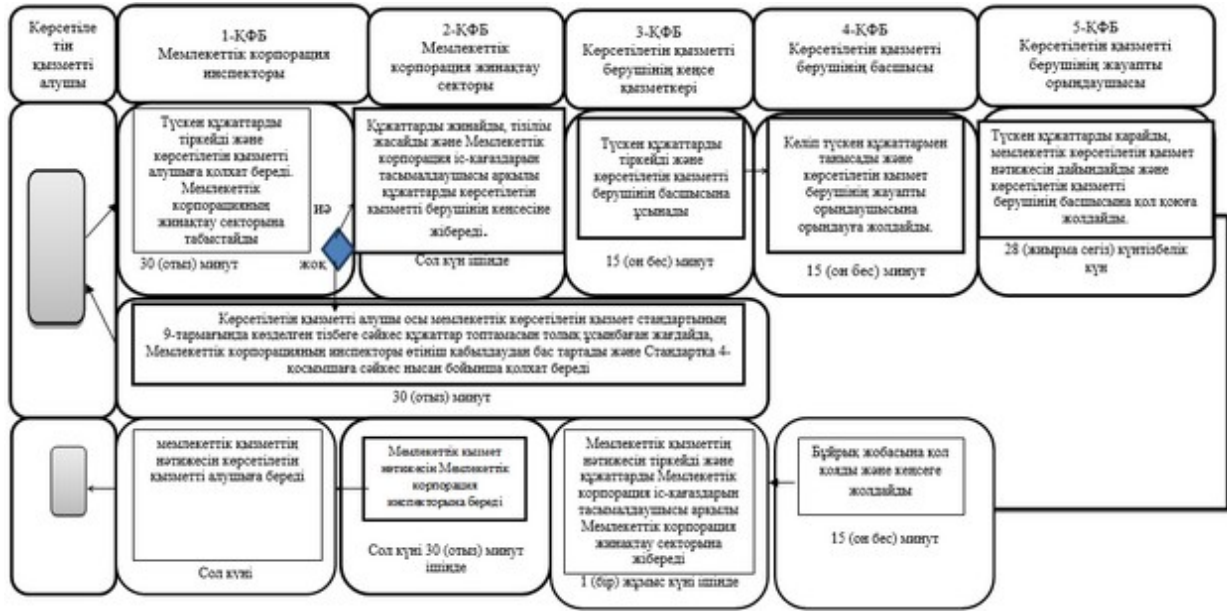 Көрсетіле
тін
қызметті
алушы
1-ҚФБ
Мемлекеттік корпорация
инспекторы
2-ҚФБ
Мемлекеттік
корпорация жинақтау
секторы
3-ҚФБ
Көрсетілетін қызметті
берушінің кеңсе
қызметкері
4-ҚФБ
Көрсетілетін қызметті
берушінің басшысы
5-ҚФБ
Көрсетілетін қызметті
берушінің жауапты
орындаушысы
Түскен құжаттарды
тіркейді және
көрсетілетін қызметті
алушыға қолхат береді.
Мемлекеттік
корпорацияның
жинақтау секторына
табыстайды
30 (отыз) минут
иә
жоқ
Құжаттарды жинайды, тізілім
жасайды және Мемлекеттік
корпорация іс-қағаздарын
тасымалдаушысы арқылы
құжаттарды көрсетілетін
қызметті берушінің кеңсесіне
жібереді.
Сол күн ішінде
Түскен құжаттарды
тіркейді және
көрсетілетін қызметті
берушінің басшысына
ұсынады
15 (он бес) минут
Келіп түскен құжаттармен
танысады және
көрсетілетін қызмет
берушінің жауапты
орындаушысына
орындауға жолдайды.
15 (он бес) минут
Түскен құжаттарды қарайды,
мемлекеттік көрсетілетін қызмет
нәтижесін дайындайды және
көрсетілетін қызметті
берушінің басшысына қол қоюға
жолдайды.
28 (жиырма сегіз) күнтізбелік
күн
Көрсетілетін қызметті алушы осы мемлекеттік көрсетілетін қызмет стандартының
9-тармағында көзделген тізбеге сәйкес құжаттар топтамасын толық ұсынбаған жағдайда,
Мемлекеттік корпорацияның инспекторы өтініш қабылдаудан бас тартады және Стандартқа 4-
қосымшаға сәйкес нысан бойынша қолхат береді
30 (отыз) минут
мемлекеттік қызметтің
нәтижесін көрсетілетін
қызметті алушыға береді
Сол күні
Мемлекеттік қызмет
нәтижесін Мемлекеттік
корпорация
инспекторына береді
Сол күні 30 (отыз) минут
ішінде
Мемлекеттік қызметтің
нәтижесін тіркейді және
құжаттарды Мемлекеттік
корпорация іс-қағаздарын
тасымалдаушысы арқылы
Мемлекеттік корпорация
жинақтау секторына
жібереді
1 (бір) жұмыс күні ішінде
Бұйрық жобасына қол
қояды және кеңсеге
жолдайды
15 (он бес) минут